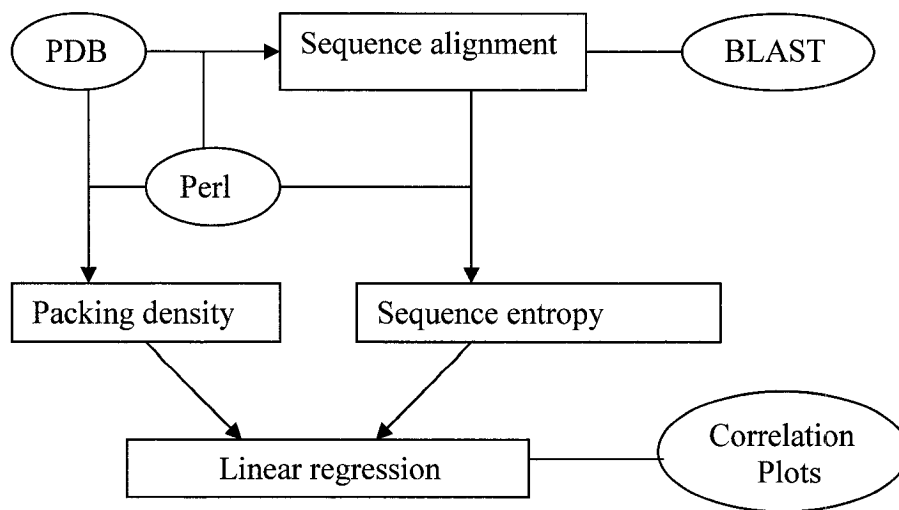 PDB
Sequence alignment
BLAST
Perl
Packing density
Sequence entropy
Linear regression
Correlation
Plots